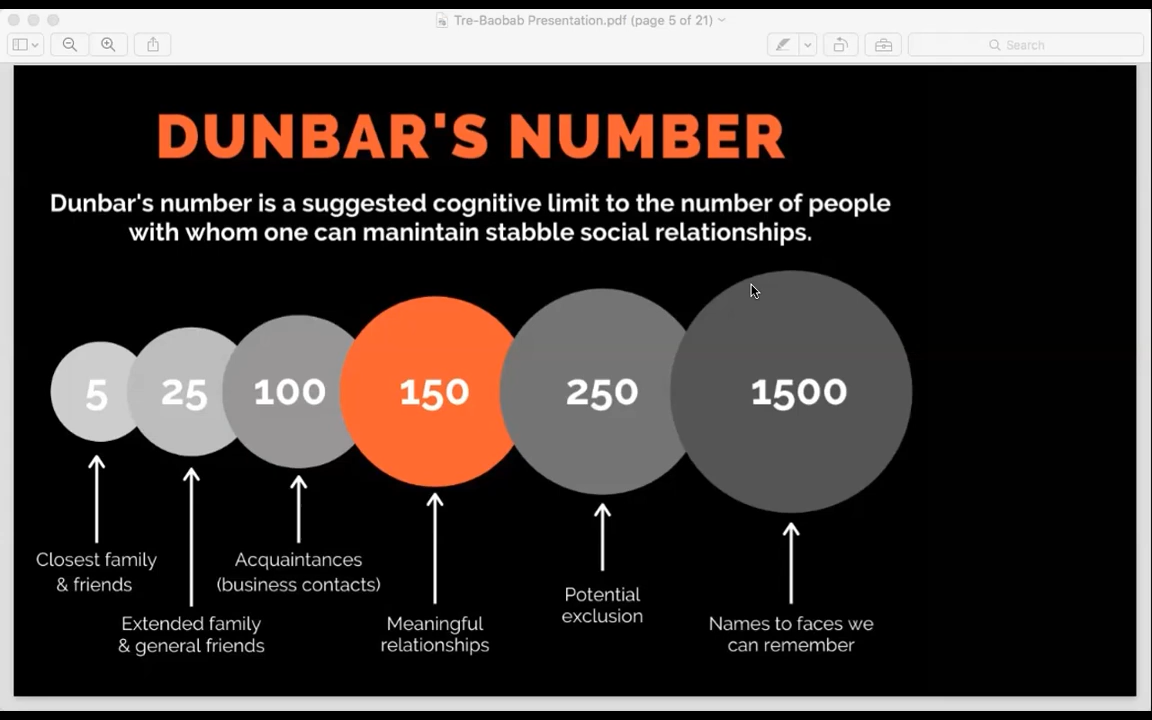 Tre-Baobab Presentation.pdf (page 5 of 21)
Search
DUNBAR'S NUMBER
Dunbar's number is a suggested cognitive limit to the number of people
with whom one can manintain stabble social relationships.
5
25
100
150
250
1500
Closest family
& friends
Extended family
& general friends
Acquaintances
(business contacts)
Meaningful
relationships
Potential
exclusion
Names to faces we
can remember